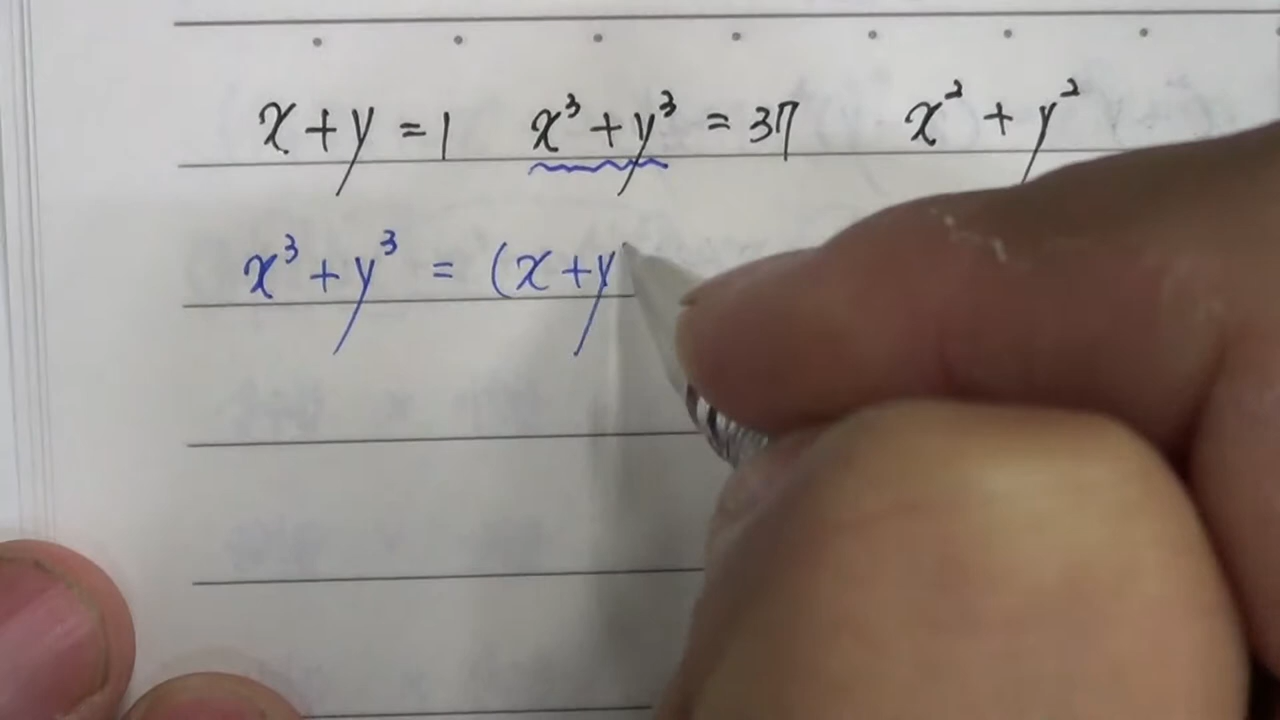 x + y = 1 x³ + y³ = 37 x² + y²
x³ + y³ = (x + y